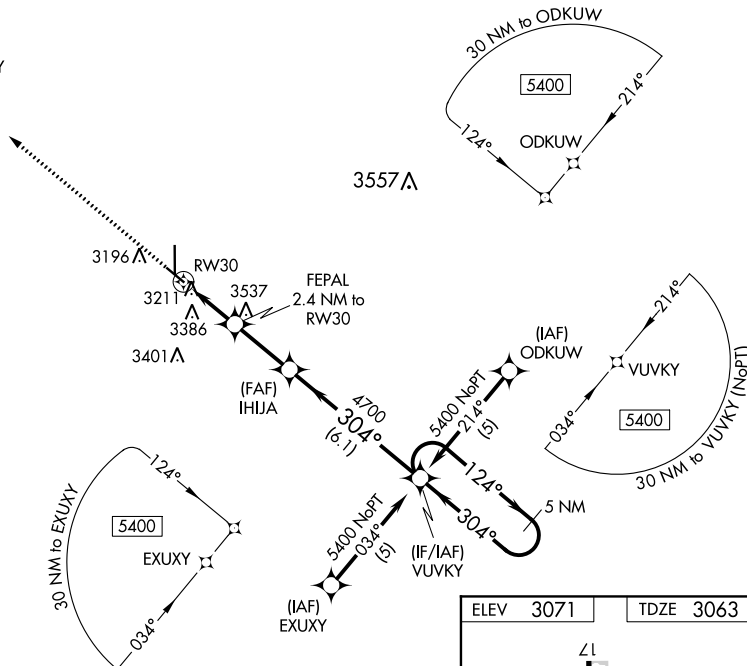 30 NM to ODKUW
5400
214°
124°
ODKUW
3557
Y
3196
RW30
3211
3537
FEPAL
2.4 NM to
RW30
3386
3401
(FAF)
IHIJA
(IAF)
ODKUW
214°
VUVKY
034°
5400
30 NM to VUVKY (NoPT)
4700
304°
(6.1)
5400 NoPT
214°
(5)
124°
304°
5 NM
5400 NoPT
034°
(5)
(IF/IAF)
VUVKY
(IAF)
EXUXY
30 NM to EXUXY
124°
5400
EXUXY
034°
ELEV 3071
TDZE 3063
17